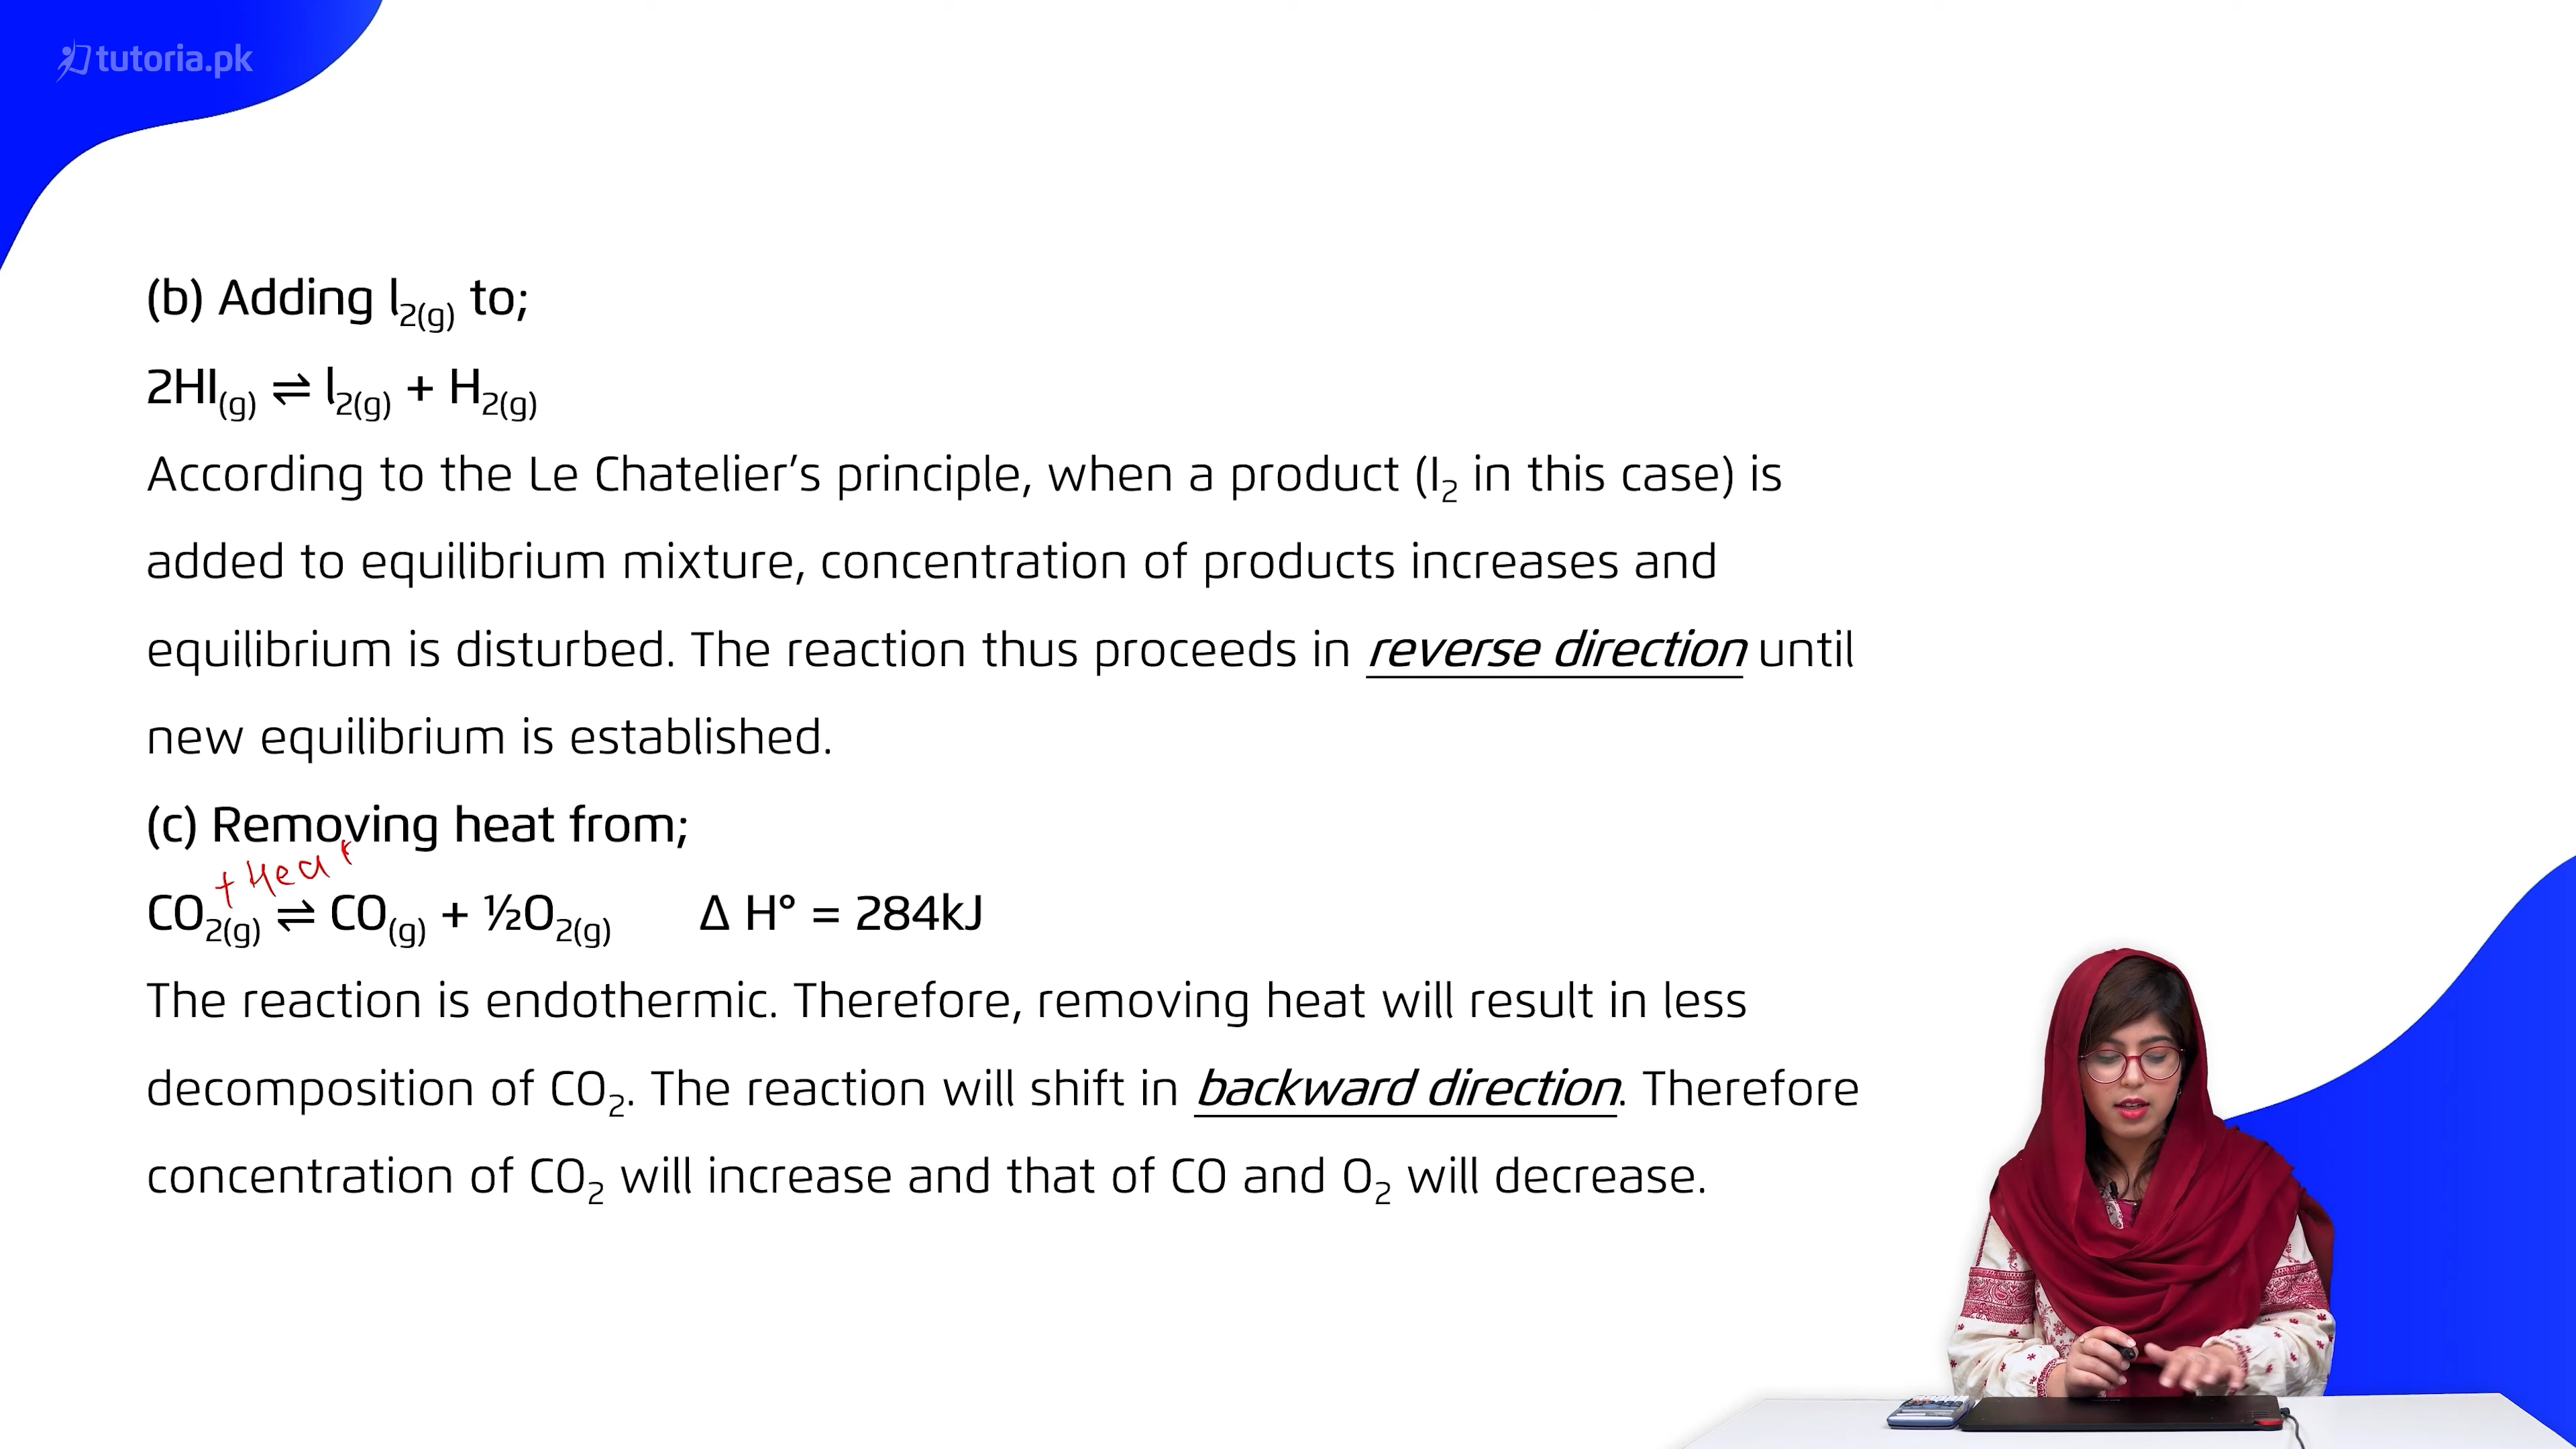 tutoria.pk
(b) Adding l₂₍g₎ to;
2HI(g) ⇌ l₂(g) + H₂(g)
According to the Le Chatelier’s principle, when a product (I₂ in this case) is
added to equilibrium mixture, concentration of products increases and
equilibrium is disturbed. The reaction thus proceeds in reverse direction until
new equilibrium is established.
(c) Removing heat from;
+ Heat
CO₂(g) ⇌ CO(g) + ½O₂(g) Δ H° = 284kJ
The reaction is endothermic. Therefore, removing heat will result in less
decomposition of CO₂. The reaction will shift in backward direction. Therefore
concentration of CO₂ will increase and that of CO and O₂ will decrease.